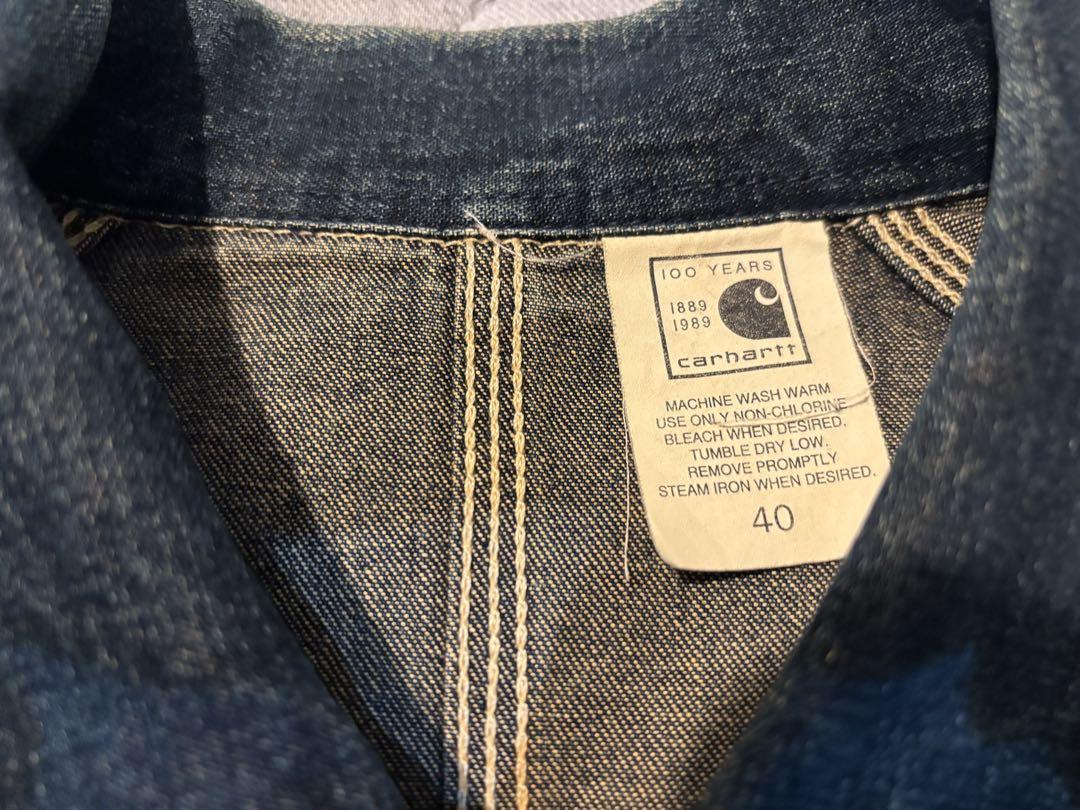 100 YEARS
1889
1989
carhartt
MACHINE WASH WARM
USE ONLY NON-CHLORINE
BLEACH WHEN DESIRED.
TUMBLE DRY LOW.
REMOVE PROMPTLY
STEAM IRON WHEN DESIRED.
40